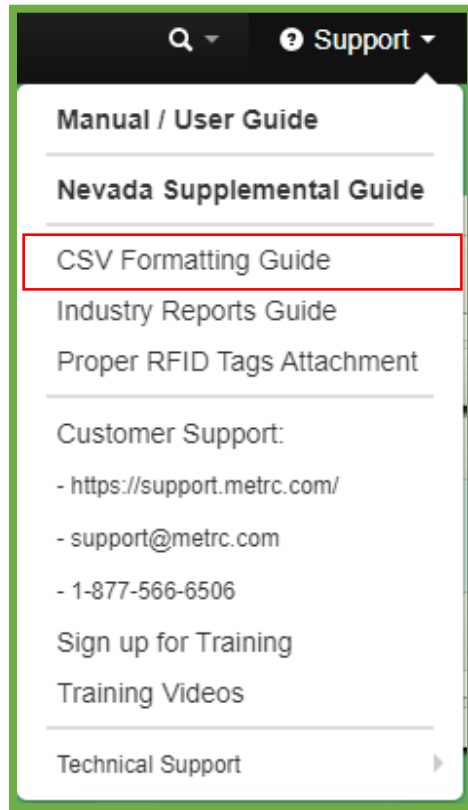 Support
Manual / User Guide
Nevada Supplemental Guide
CSV Formatting Guide
Industry Reports Guide
Proper RFID Tags Attachment
Customer Support:
- https://support.metrc.com/
- support@metrc.com
- 1-877-566-6506
Sign up for Training
Training Videos
Technical Support